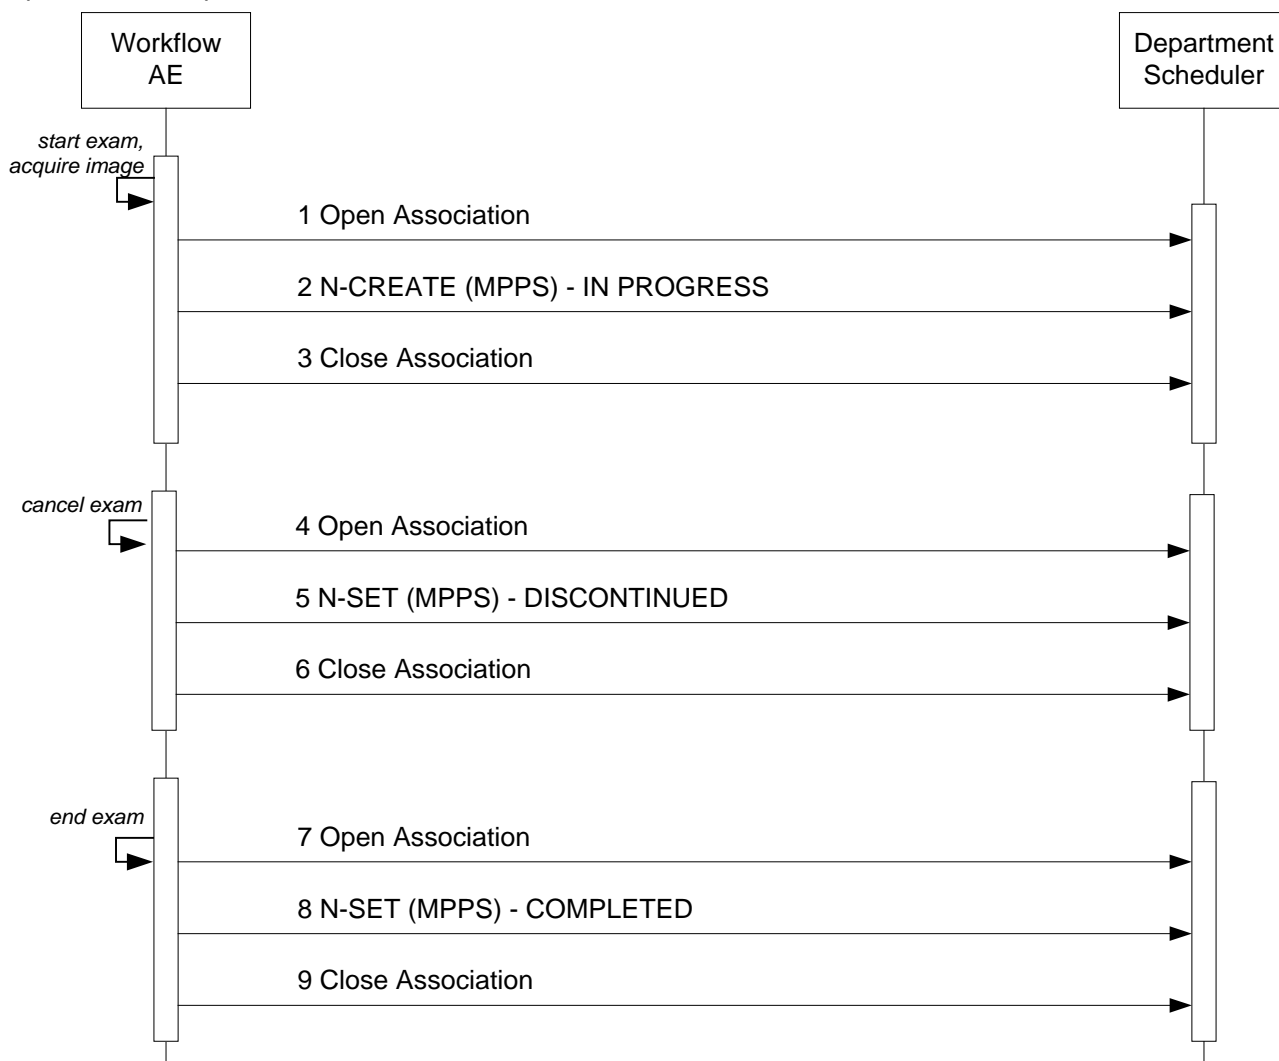 Workflow
AE
Department
Scheduler
start exam,
acquire image
1 Open Association
2 N-CREATE (MPPS) - IN PROGRESS
3 Close Association
cancel exam
4 Open Association
5 N-SET (MPPS) - DISCONTINUED
6 Close Association
end exam
7 Open Association
8 N-SET (MPPS) - COMPLETED
9 Close Association